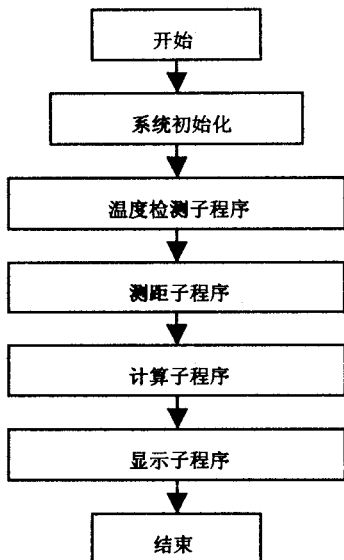 开始
系统初始化
温度检测子程序
测距子程序
计算子程序
显示子程序
结束